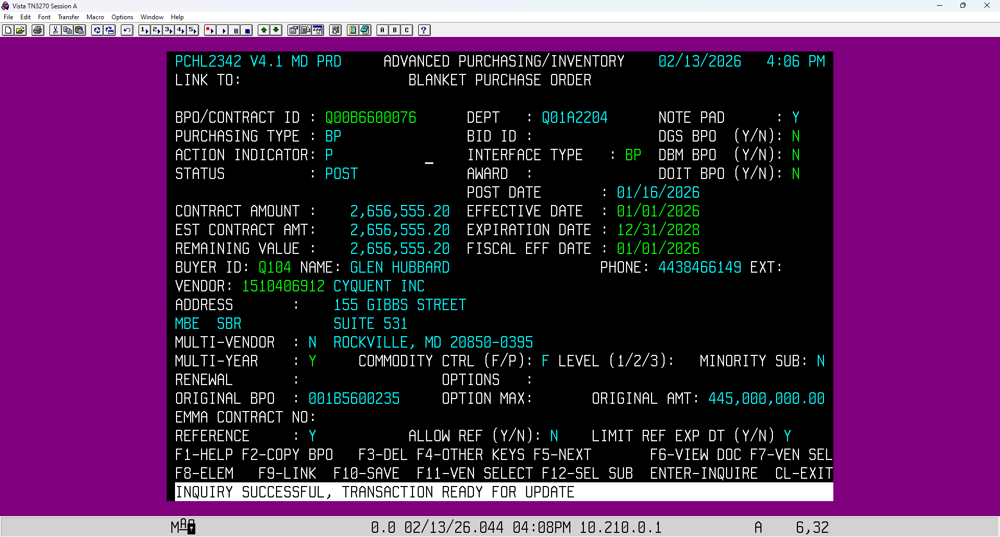 Vista TN3270 Session A
File Edit Font Transfer Macro Options Window Help
1 2 3 4 5 A B C ?
PCHL2342 V4.1 MD PRD ADVANCED PURCHASING/INVENTORY 02/13/2026 4:06 PM
LINK TO: BLANKET PURCHASE ORDER
BPO/CONTRACT ID : Q00B6600076 DEPT : Q01A2204 NOTE PAD : Y
PURCHASING TYPE : BP BID ID : DGS BPO (Y/N): N
ACTION INDICATOR: P INTERFACE TYPE : BP DBM BPO (Y/N): N
STATUS : POST AWARD : DOIT BPO (Y/N): N
POST DATE : 01/16/2026
CONTRACT AMOUNT : 2,656,555.20 EFFECTIVE DATE : 01/01/2026
EST CONTRACT AMT: 2,656,555.20 EXPIRATION DATE : 12/31/2028
REMAINING VALUE : 2,656,555.20 FISCAL EFF DATE : 01/01/2026
BUYER ID: Q104 NAME: GLEN HUBBARD PHONE: 4438466149 EXT:
VENDOR: 1510406912 CYQUENT INC
ADDRESS : 155 GIBBS STREET
MBE SBR SUITE 531
MULTI-VENDOR : N ROCKVILLE, MD 20850-0395
MULTI-YEAR : Y COMMODITY CTRL (F/P): F LEVEL (1/2/3): MINORITY SUB: N
RENEWAL : OPTIONS :
ORIGINAL BPO : 001B5600235 OPTION MAX: ORIGINAL AMT: 445,000,000.00
EMMA CONTRACT NO:
REFERENCE : Y ALLOW REF (Y/N): N LIMIT REF EXP DT (Y/N) Y
F1-HELP F2-COPY BPO F3-DEL F4-OTHER KEYS F5-NEXT F6-VIEW DOC F7-VEN SEL
F8-ELEM F9-LINK F10-SAVE F11-VEN SELECT F12-SEL SUB ENTER-INQUIRE CL-EXIT
INQUIRY SUCCESSFUL, TRANSACTION READY FOR UPDATE
MA 0.0 02/13/26.044 04:08PM 10.210.0.1 A 6,32